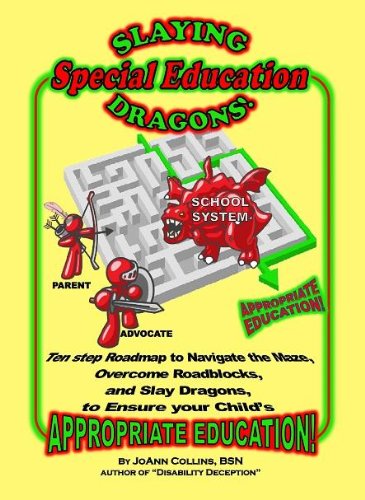 SLAYING
Special Education
DRAGONS:
SCHOOL
SYSTEM
PARENT
ADVOCATE
APPROPRIATE
EDUCATION!
Ten step Roadmap to Navigate the Maze,
Overcome Roadblocks,
and Slay Dragons,
to Ensure your Child's
APPROPRIATE EDUCATION!
BY JOANN COLLINS, BSN
AUTHOR OF "DISABILITY DECEPTION"